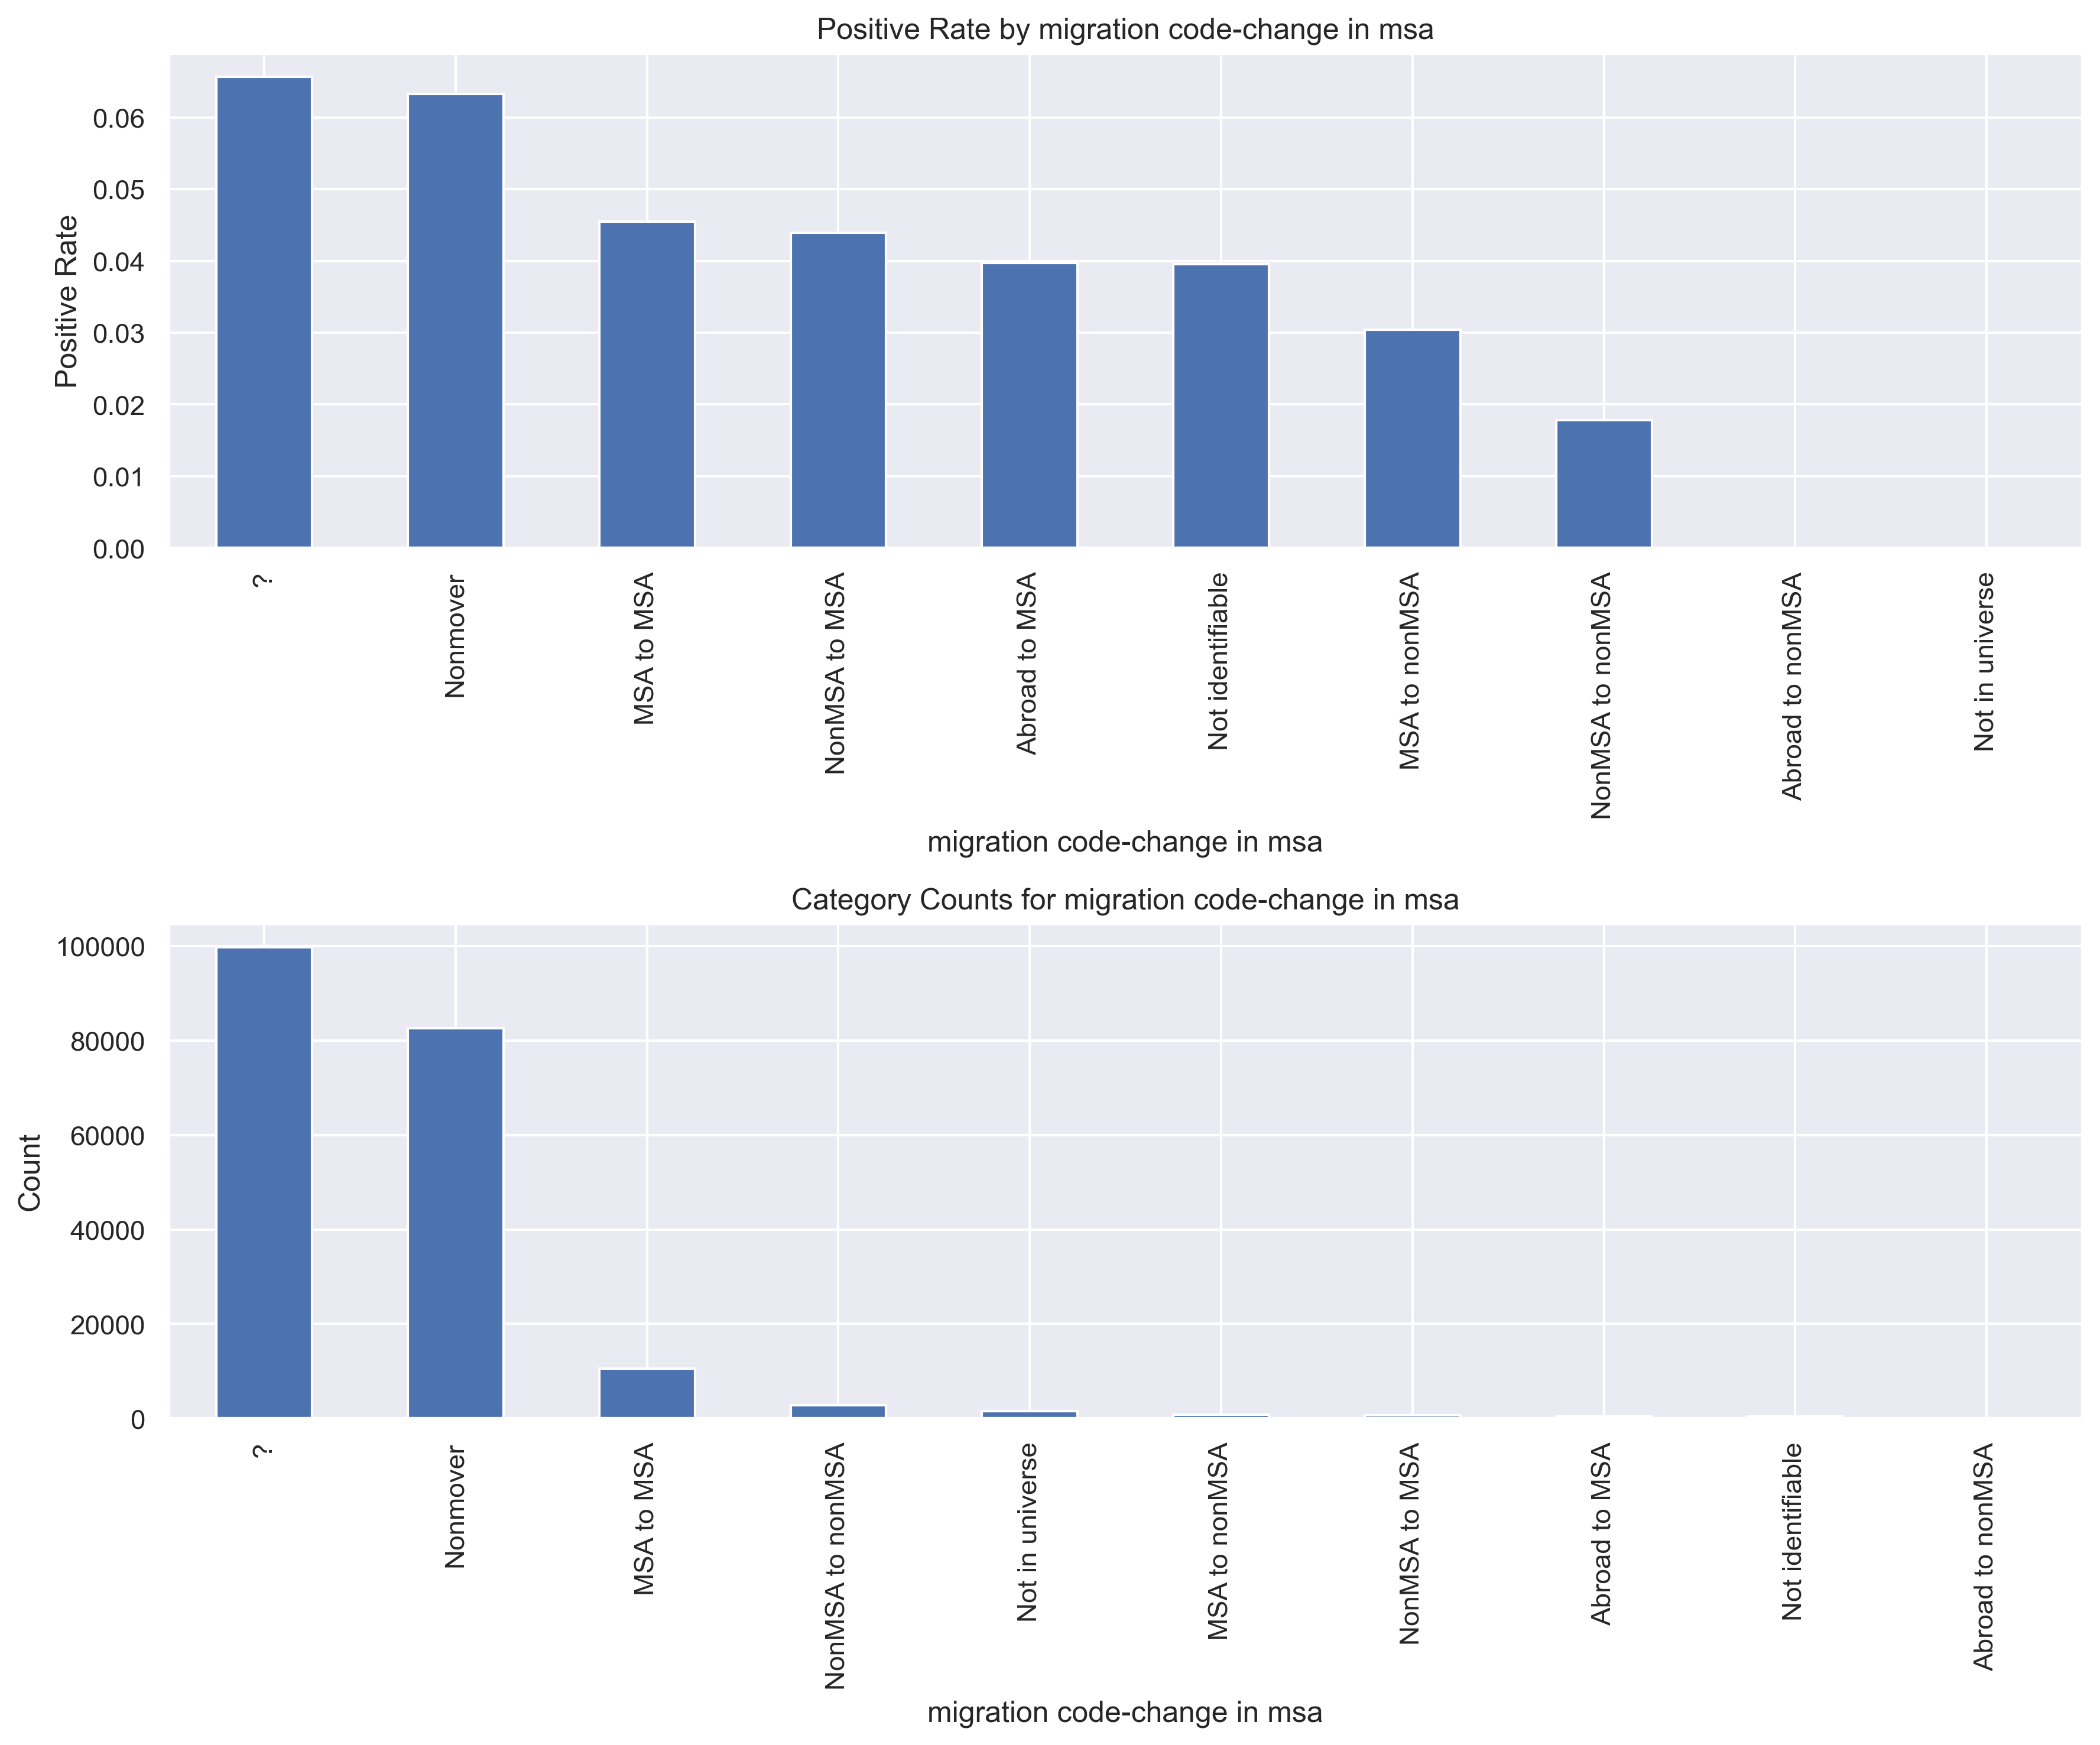 Positive Rate by migration code-change in msa
Positive Rate
0.06
0.05
0.04
0.03
0.02
0.01
0.00
?
Nonmover
MSA to MSA
NonMSA to MSA
Abroad to MSA
Not identifiable
MSA to nonMSA
NonMSA to nonMSA
Abroad to nonMSA
Not in universe
migration code-change in msa
Category Counts for migration code-change in msa
Count
100000
80000
60000
40000
20000
0
?
Nonmover
MSA to MSA
NonMSA to nonMSA
Not in universe
MSA to nonMSA
NonMSA to MSA
Abroad to MSA
Not identifiable
Abroad to nonMSA
migration code-change in msa